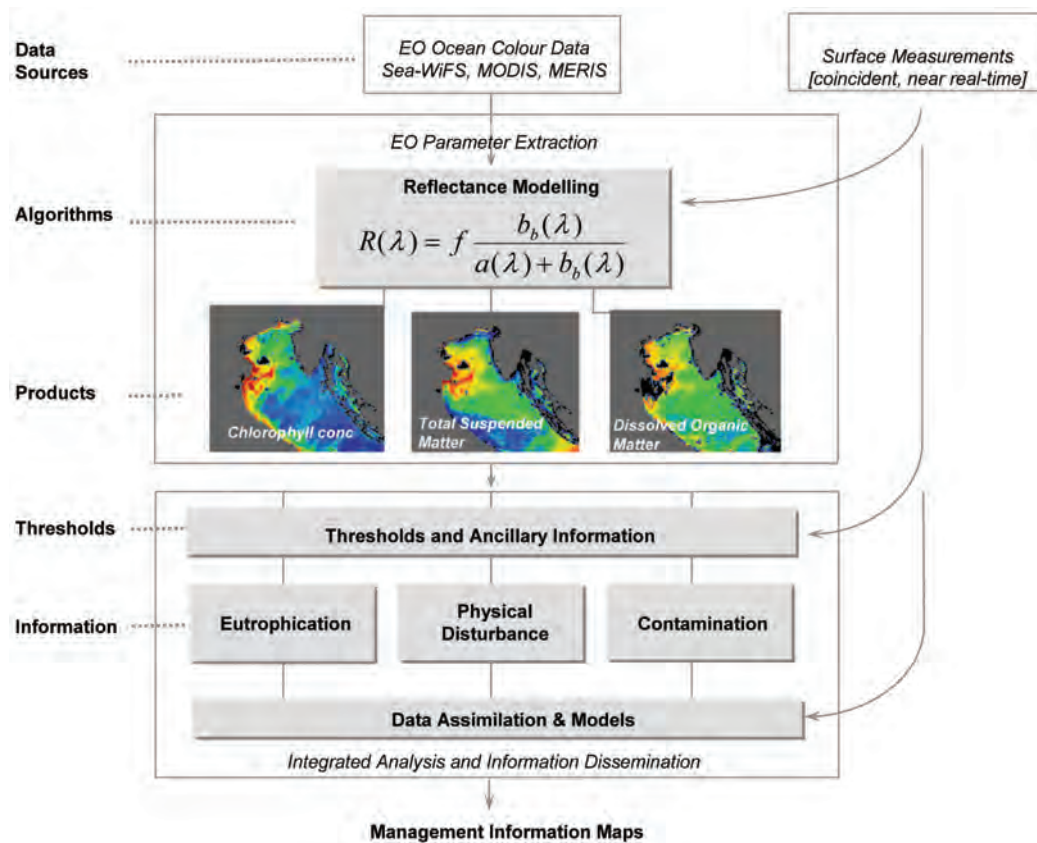 Data
Sources
EO Ocean Colour Data
Sea-WiFS, MODIS, MERIS
Surface Measurements
[coincident, near real-time]
EO Parameter Extraction
Algorithms
Reflectance Modelling
R(λ) = f b_b(λ) / a(λ) + b_b(λ)
Products
Chlorophyll conc
Total Suspended
Matter
Dissolved Organic
Matter
Thresholds
Thresholds and Ancillary Information
Information
Eutrophication
Physical
Disturbance
Contamination
Data Assimilation & Models
Integrated Analysis and Information Dissemination
Management Information Maps